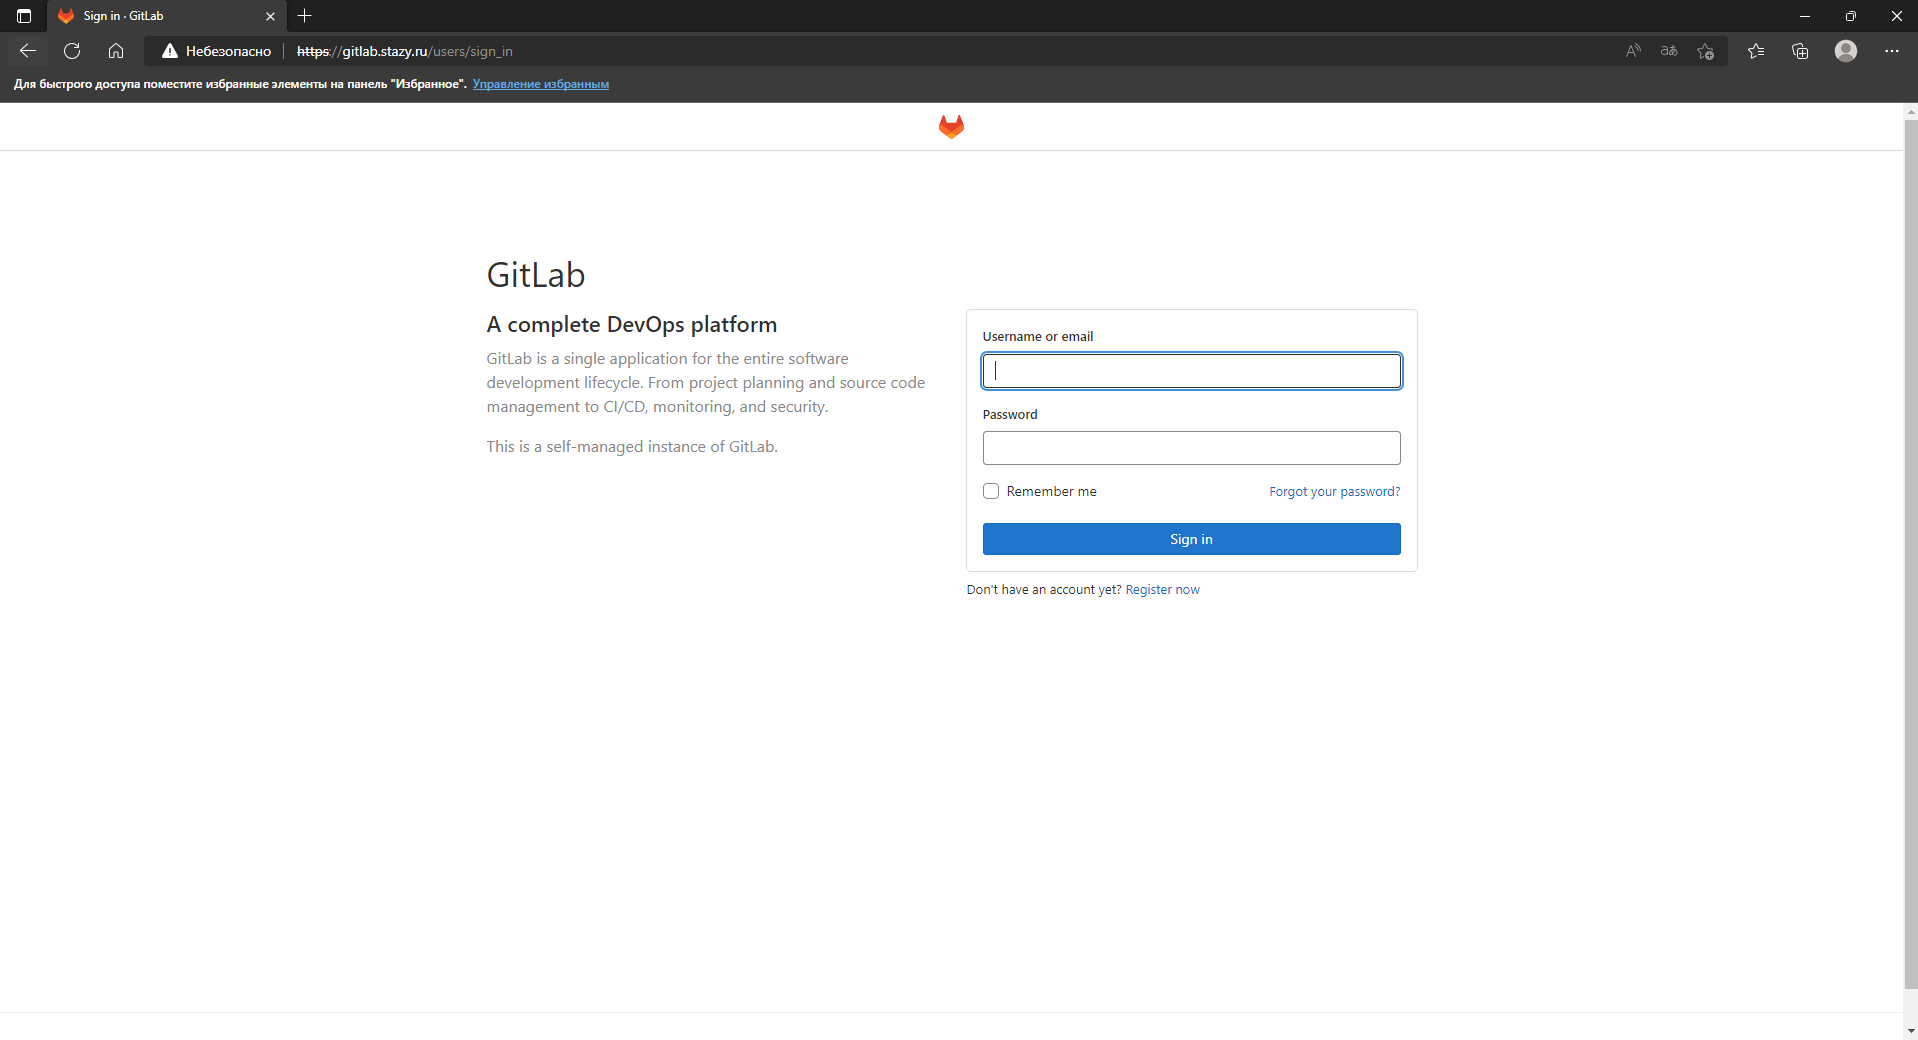 Sign in · GitLab
Небезопасно https://gitlab.stazy.ru/users/sign_in
Для быстрого доступа поместите избранные элементы на панель "Избранное". Управление избранным
GitLab
A complete DevOps platform
GitLab is a single application for the entire software
development lifecycle. From project planning and source code
management to CI/CD, monitoring, and security.
This is a self-managed instance of GitLab.
Username or email
Password
Remember me Forgot your password?
Sign in
Don't have an account yet? Register now